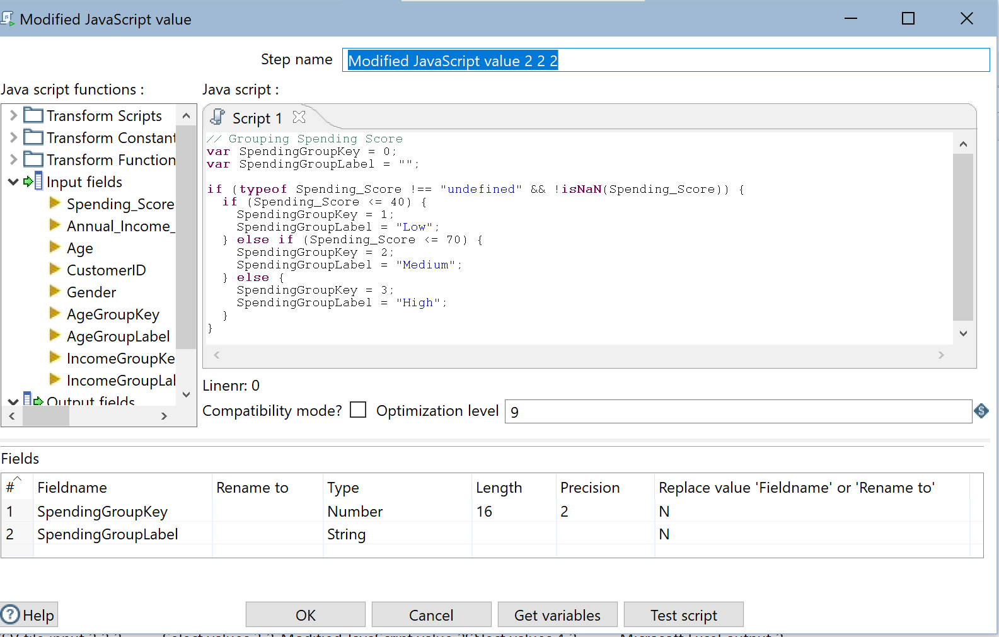 Modified JavaScript value
Step name Modified JavaScript value 2 2 2
Java script functions :
Transform Scripts
Transform Constant
Transform Function
Input fields
Spending_Score
Annual_Income_
Age
CustomerID
Gender
AgeGroupKey
AgeGroupLabel
IncomeGroupKe
IncomeGroupLal
Output fields
Java script :
Script 1
// Grouping Spending Score
var SpendingGroupKey = 0;
var SpendingGroupLabel = "";
if (typeof Spending_Score !== "undefined" && !isNaN(Spending_Score)) {
if (Spending_Score <= 40) {
SpendingGroupKey = 1;
SpendingGroupLabel = "Low";
} else if (Spending_Score <= 70) {
SpendingGroupKey = 2;
SpendingGroupLabel = "Medium";
} else {
SpendingGroupKey = 3;
SpendingGroupLabel = "High";
}
}
Linenr: 0
Compatibility mode? Optimization level 9
Fields
# Fieldname Rename to Type Length Precision Replace value 'Fieldname' or 'Rename to'
1 SpendingGroupKey Number 16 2 N
2 SpendingGroupLabel String N
Help OK Cancel Get variables Test script